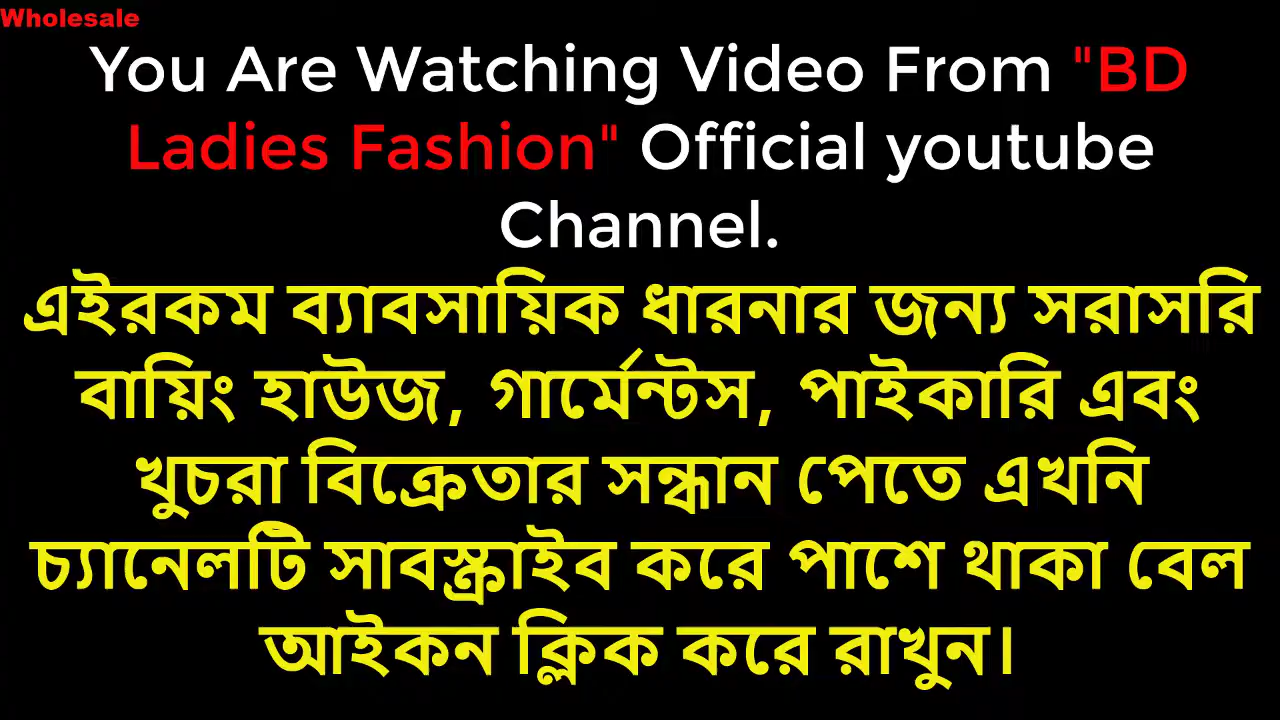 Wholesale
You Are Watching Video From "BD
Ladies Fashion" Official youtube
Channel.
এইরকম ব্যাবসায়িক ধারনার জন্য সরাসরি
বায়িং হাউজ, গার্মেন্টস, পাইকারি এবং
খুচরা বিক্রেতার সন্ধান পেতে এখনি
চ্যানেলটি সাবস্ক্রাইব করে পাশে থাকা বেল
আইকন ক্লিক করে রাখুন।